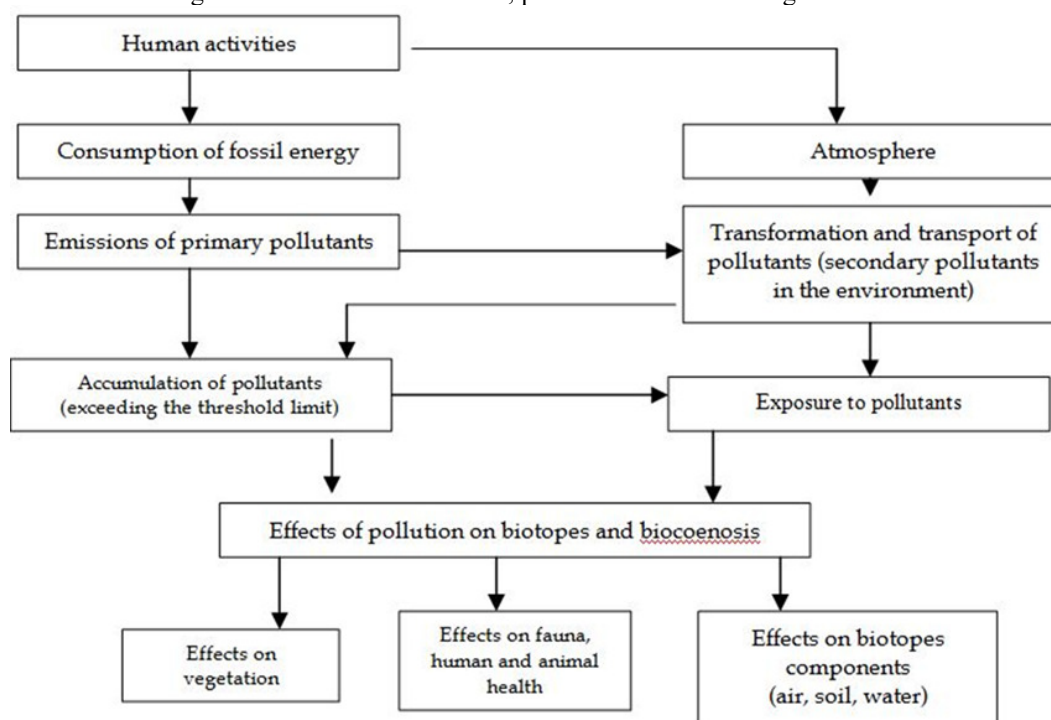 Human activities
Consumption of fossil energy
Atmosphere
Emissions of primary pollutants
Transformation and transport of
pollutants (secondary pollutants
in the environment)
Accumulation of pollutants
(exceeding the threshold limit)
Exposure to pollutants
Effects of pollution on biotopes and biocoenosis
Effects on
vegetation
Effects on fauna,
human and animal
health
Effects on biotopes
components
(air, soil, water)